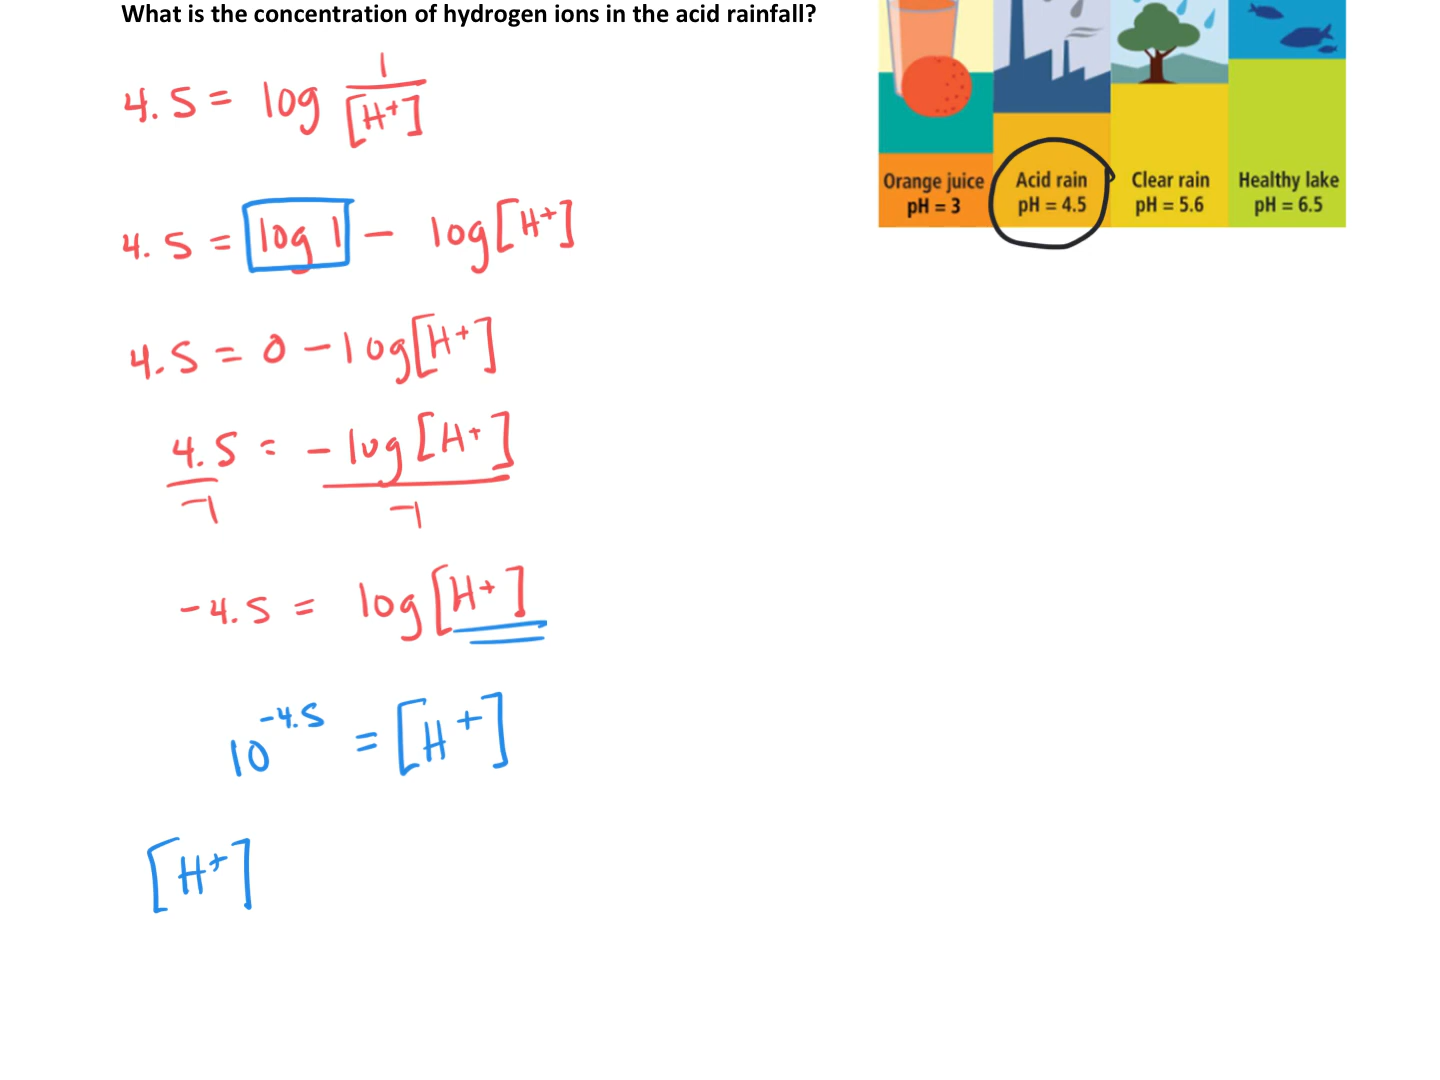 What is the concentration of hydrogen ions in the acid rainfall?
4.5 = log 1/[H+]
4.5 = log 1 - log[H+]
4.5 = 0 - log[H+]
4.5/-1 = -log[H+]/-1
-4.5 = log[H+]
10^-4.5 = [H+]
[H+]
Orange juice
pH = 3
Acid rain
pH = 4.5
Clear rain
pH = 5.6
Healthy lake
pH = 6.5